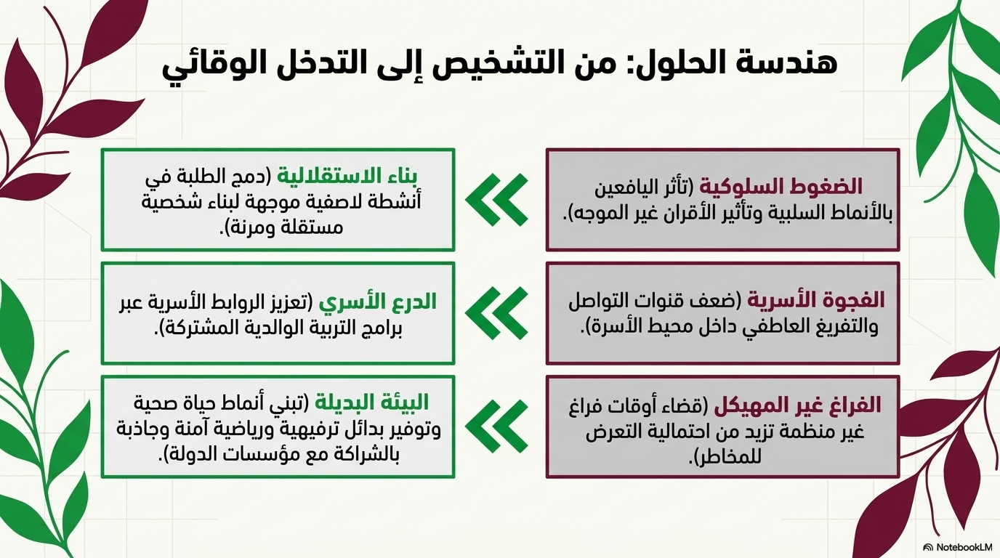 هندسة الحلول: من التشخيص إلى التدخل الوقائي
الضغوط السلوكية (تأثر اليافعين
بالأنماط السلبية وتأثير الأقران غير الموجه).
بناء الاستقلالية (دمج الطلبة في
أنشطة لاصفية موجهة لبناء شخصية
مستقلة ومرنة).
الفجوة الأسرية (ضعف قنوات التواصل
والتفريغ العاطفي داخل محيط الأسرة).
الدرع الأسري (تعزيز الروابط الأسرية عبر
برامج التربية الوالدية المشتركة).
الفراغ غير المهيكل (قضاء أوقات فراغ
غير منظمة تزيد من احتمالية التعرض
للمخاطر).
البيئة البديلة (تبني أنماط حياة صحية
وتوفير بدائل ترفيهية ورياضية آمنة وجاذبة
بالشراكة مع مؤسسات الدولة).
NotebookLM